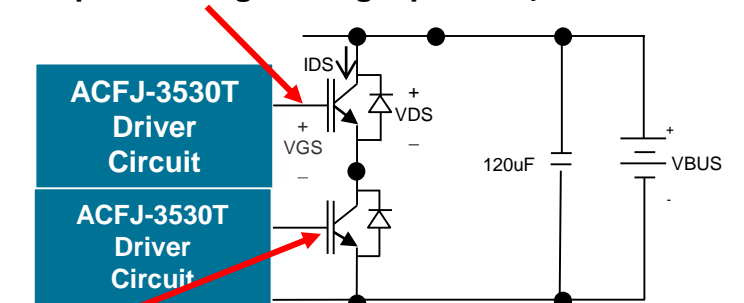 IDS
ACFJ-3530T
Driver
Circuit
+
VGS
–
+
VDS
–
120uF
+
VBUS
-
ACFJ-3530T
Driver
Circuit